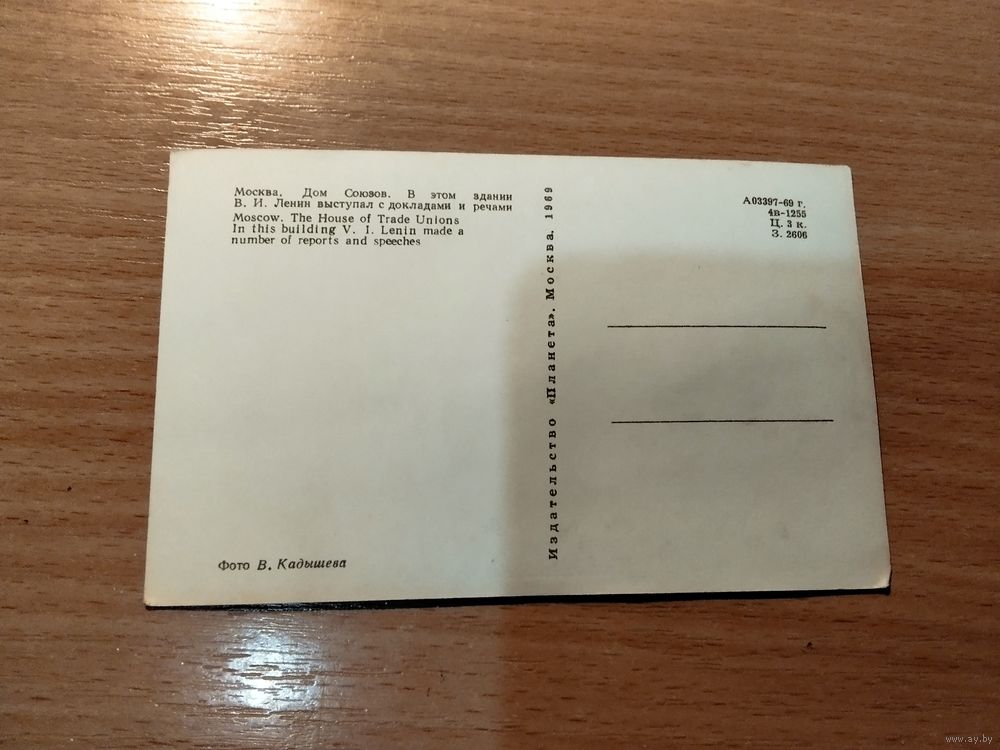 Москва. Дом Союзов. В этом здании
В. И. Ленин выступал с докладами и речами
Moscow. The House of Trade Unions
In this building V. I. Lenin made a
number of reports and speeches
Фото В. Кадышева
Издательство «Планета». Москва. 1969
А03397-69 г.
4в-1255
Ц. 3 к.
З. 2606
www.ay.by